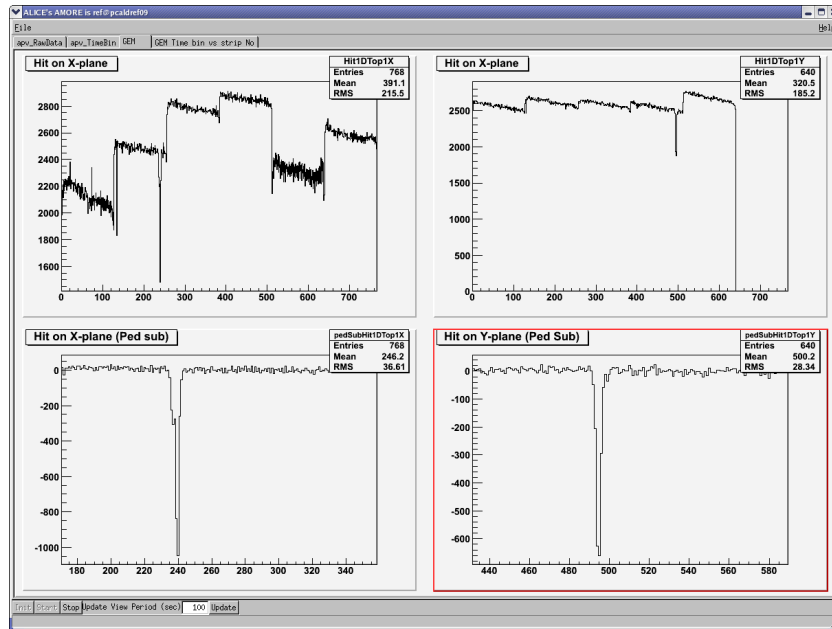 ALICE's AMORE is ref@pcaldref09
File
Help
apv_RawData apv_TimeBin GEM GEM Time bin vs strip No
Hit on X-plane
Hit1DTop1X
Entries 768
Mean 391.1
RMS 215.5
2800
2600
2400
2200
2000
1800
1600
0 100 200 300 400 500 600 700
Hit on X-plane
Hit1DTop1Y
Entries 640
Mean 320.5
RMS 185.2
2500
2000
1500
1000
500
0
0 100 200 300 400 500 600 700
Hit on X-plane (Ped sub)
pedSubHit1DTop1X
Entries 768
Mean 246.2
RMS 36.61
0
-200
-400
-600
-800
-1000
180 200 220 240 260 280 300 320 340
Hit on Y-plane (Ped Sub)
pedSubHit1DTop1Y
Entries 640
Mean 500.2
RMS 28.34
0
-100
-200
-300
-400
-500
-600
440 460 480 500 520 540 560 580
Init Start Stop Update View Period (sec) 100 Update